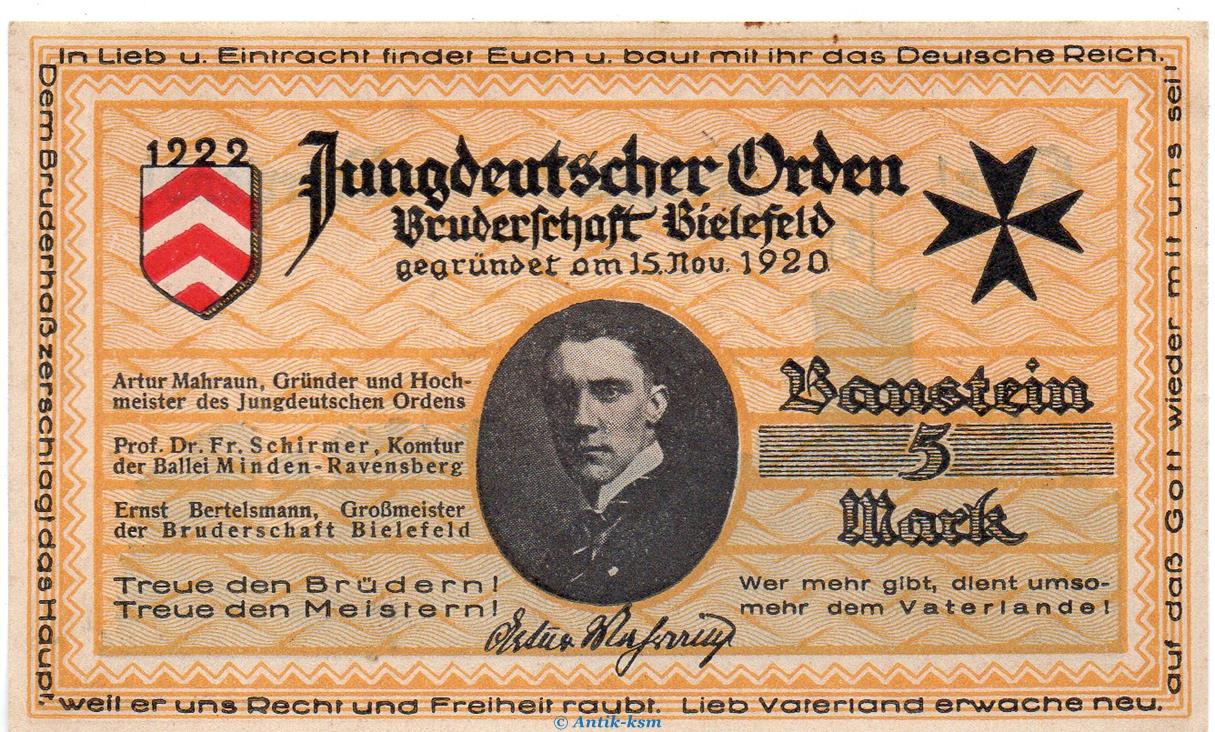 In Lieb u. Eintracht findet Euch u. baut mit ihr das Deutsche Reich.
Dem Bruderhaß zerschlagt das Haupt,
weil er uns Recht und Freiheit raubt. Lieb Vaterland erwache neu.
auf daß Gott wieder mit uns sei!
1922
Jungdeutscher Orden
Bruderschaft Bielefeld
gegründet am 15. Nov. 1920
Artur Mahraun, Gründer und Hoch-
meister des Jungdeutschen Ordens
Prof. Dr. Fr. Schirmer, Komtur
der Ballei Minden-Ravensberg
Ernst Bertelsmann, Großmeister
der Bruderschaft Bielefeld
Treue den Brüdern!
Treue den Meistern!
Baustein
5
Mark
Wer mehr gibt, dient umso-
mehr dem Vaterlande!
Artur Mahraun
© Antik-ksm